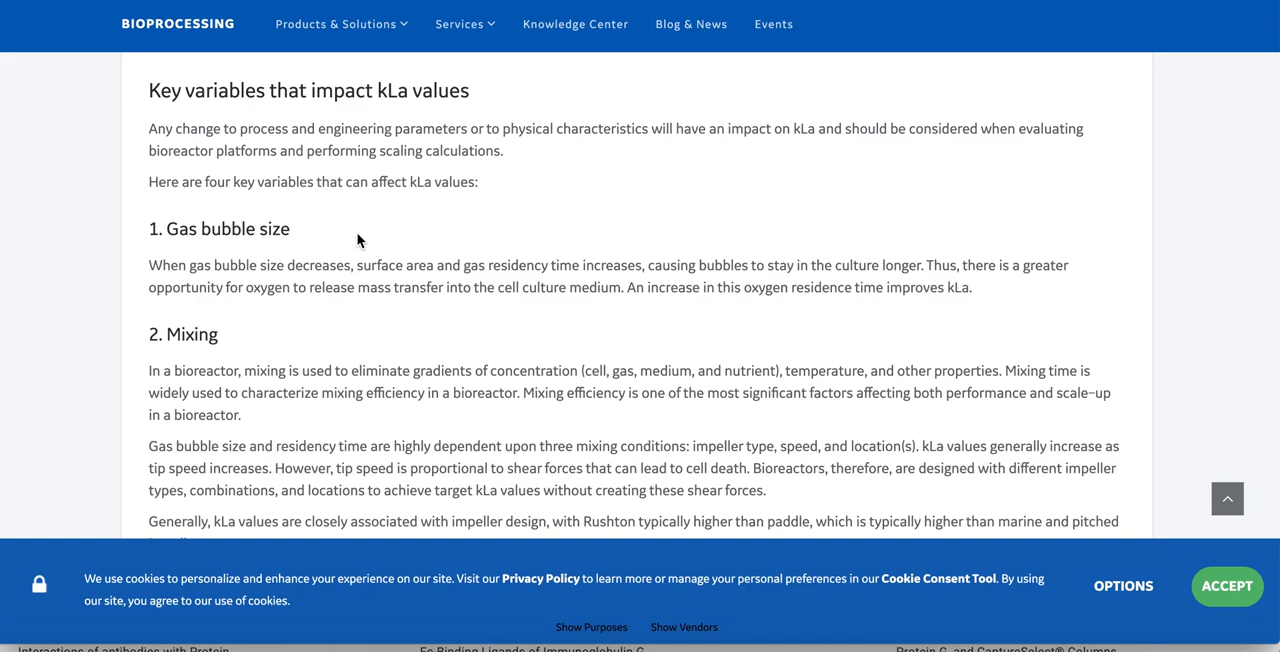 BIOPROCESSING Products & Solutions Services Knowledge Center Blog & News Events
Key variables that impact kLa values
Any change to process and engineering parameters or to physical characteristics will have an impact on kLa and should be considered when evaluating
bioreactor platforms and performing scaling calculations.
Here are four key variables that can affect kLa values:
1. Gas bubble size
When gas bubble size decreases, surface area and gas residency time increases, causing bubbles to stay in the culture longer. Thus, there is a greater
opportunity for oxygen to release mass transfer into the cell culture medium. An increase in this oxygen residence time improves kLa.
2. Mixing
In a bioreactor, mixing is used to eliminate gradients of concentration (cell, gas, medium, and nutrient), temperature, and other properties. Mixing time is
widely used to characterize mixing efficiency in a bioreactor. Mixing efficiency is one of the most significant factors affecting both performance and scale-up
in a bioreactor.
Gas bubble size and residency time are highly dependent upon three mixing conditions: impeller type, speed, and location(s). kLa values generally increase as
tip speed increases. However, tip speed is proportional to shear forces that can lead to cell death. Bioreactors, therefore, are designed with different impeller
types, combinations, and locations to achieve target kLa values without creating these shear forces.
Generally, kLa values are closely associated with impeller design, with Rushton typically higher than paddle, which is typically higher than marine and pitched
We use cookies to personalize and enhance your experience on our site. Visit our Privacy Policy to learn more or manage your personal preferences in our Cookie Consent Tool. By using
our site, you agree to our use of cookies.
OPTIONS ACCEPT
Show Purposes Show Vendors
Interactions of antibodies with Protein Fc Binding Ligands of Immunoglobulin G Protein G, and CaptureSelect® Columns